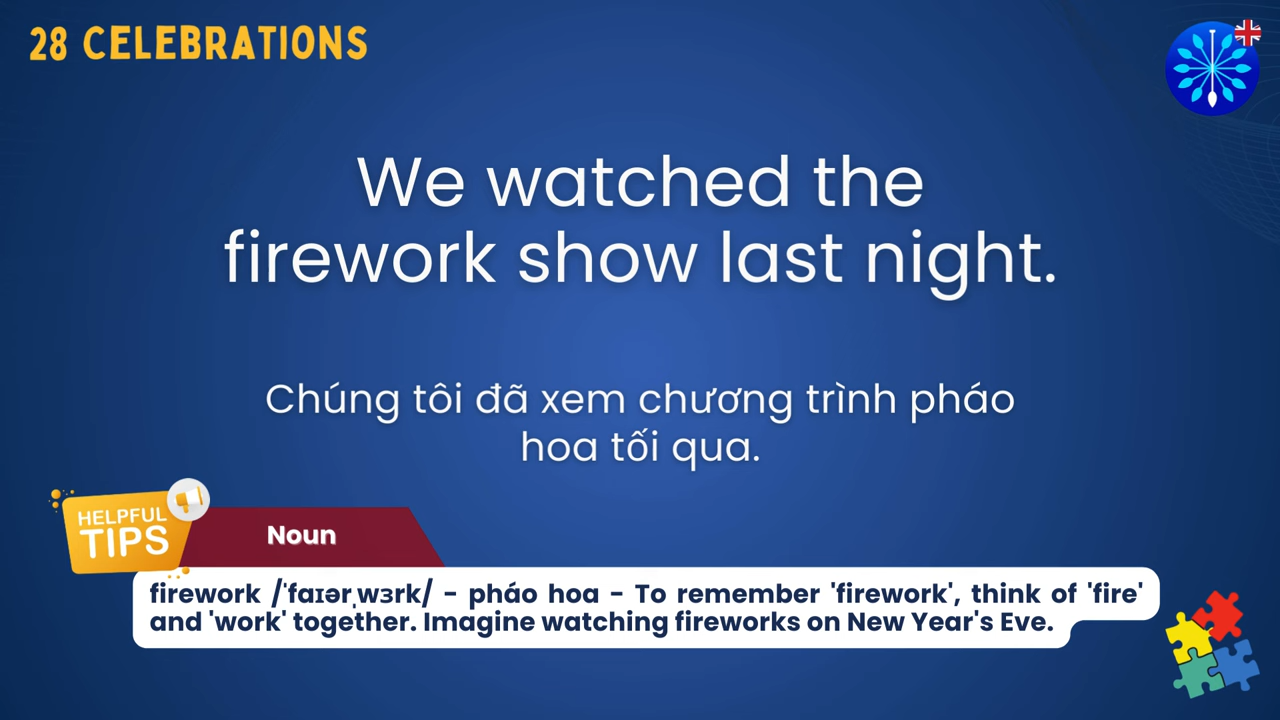 28 CELEBRATIONS
We watched the
firework show last night.
Chúng tôi đã xem chương trình pháo
hoa tối qua.
HELPFUL
TIPS
Noun
firework /ˈfaɪərˌwɜrk/ - pháo hoa - To remember 'firework', think of 'fire'
and 'work' together. Imagine watching fireworks on New Year's Eve.